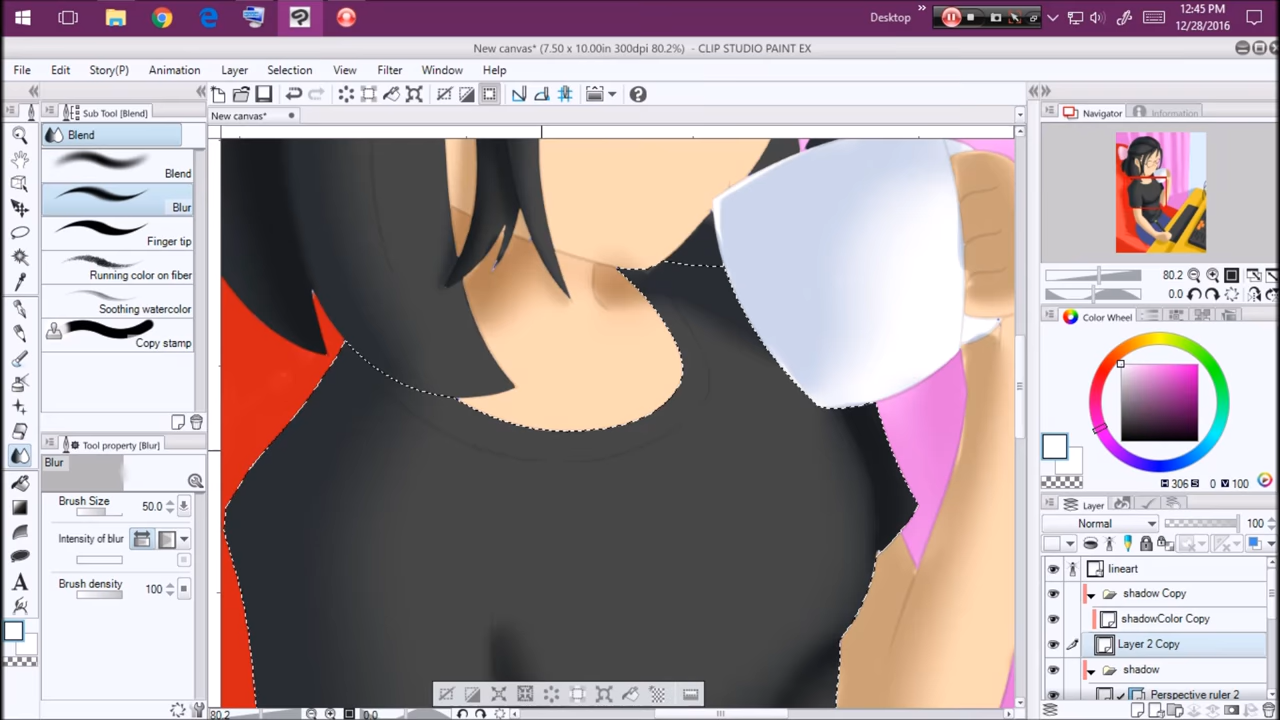 Desktop
12:45 PM
12/28/2016
New canvas* (7.50 x 10.00in 300dpi 80.2%) - CLIP STUDIO PAINT EX
File Edit Story(P) Animation Layer Selection View Filter Window Help
Sub Tool [Blend]
New canvas*
Navigator Information
Blend
Blend
Blur
Finger tip
Running color on fiber
Soothing watercolor
Copy stamp
80.2
0.0
Color Wheel
Tool property [Blur]
Blur
H 306 S 0 V 100
Brush Size 50.0
Layer
Normal 100
Intensity of blur
lineart
Brush density 100
shadow Copy
shadowColor Copy
Layer 2 Copy
shadow
Perspective ruler 2
80.2 0.0